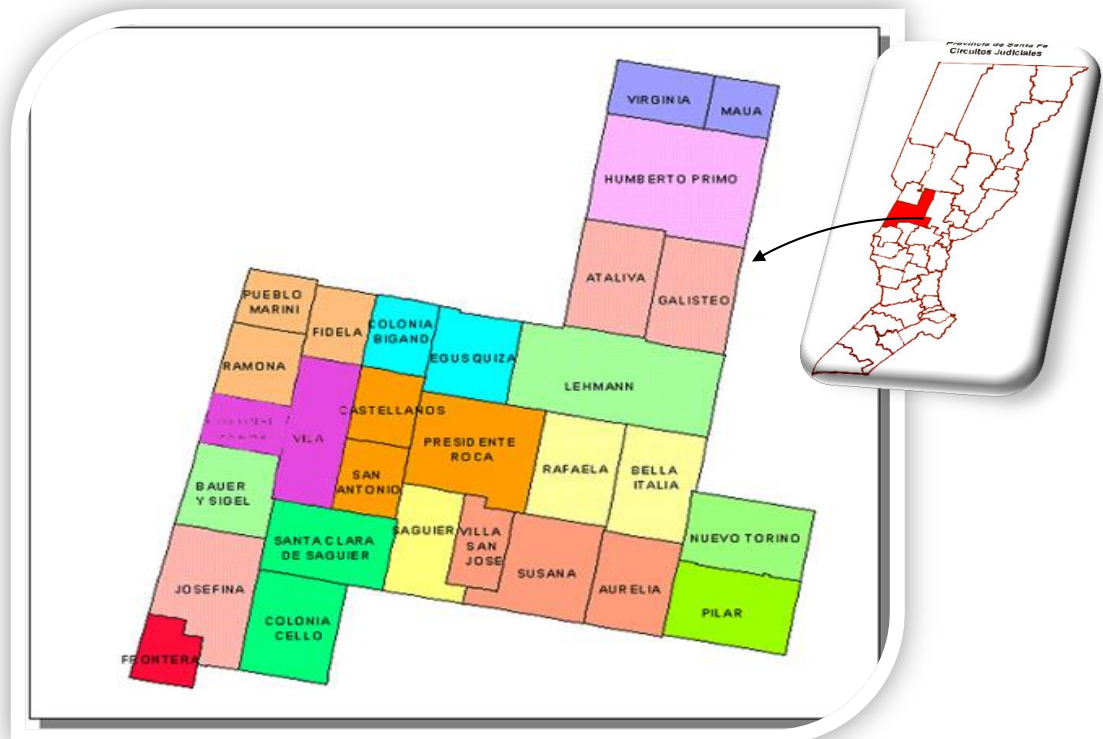 Provincia de Santa Fe
Circuitos Judiciales
VIRGINIA
MAUA
HUMBERTO PRIMO
ATALIVA
GALISTEO
PUEBLO
MARINI
FIDELA
COLONIA
BIGAND
EGUSQUIZA
RAMONA
LEHMANN
CASTELLANOS
VILA
PRESIDENTE
ROCA
RAFAELA
BELLA
ITALIA
BAUER
Y SIGEL
SAN
ANTONIO
SAGUIER
VILLA
SAN
JOSE
NUEVO TORINO
SANTA CLARA
DE SAGUIER
SUSANA
AURELIA
JOSEFINA
PILAR
COLONIA
CELLO
FRONTERA